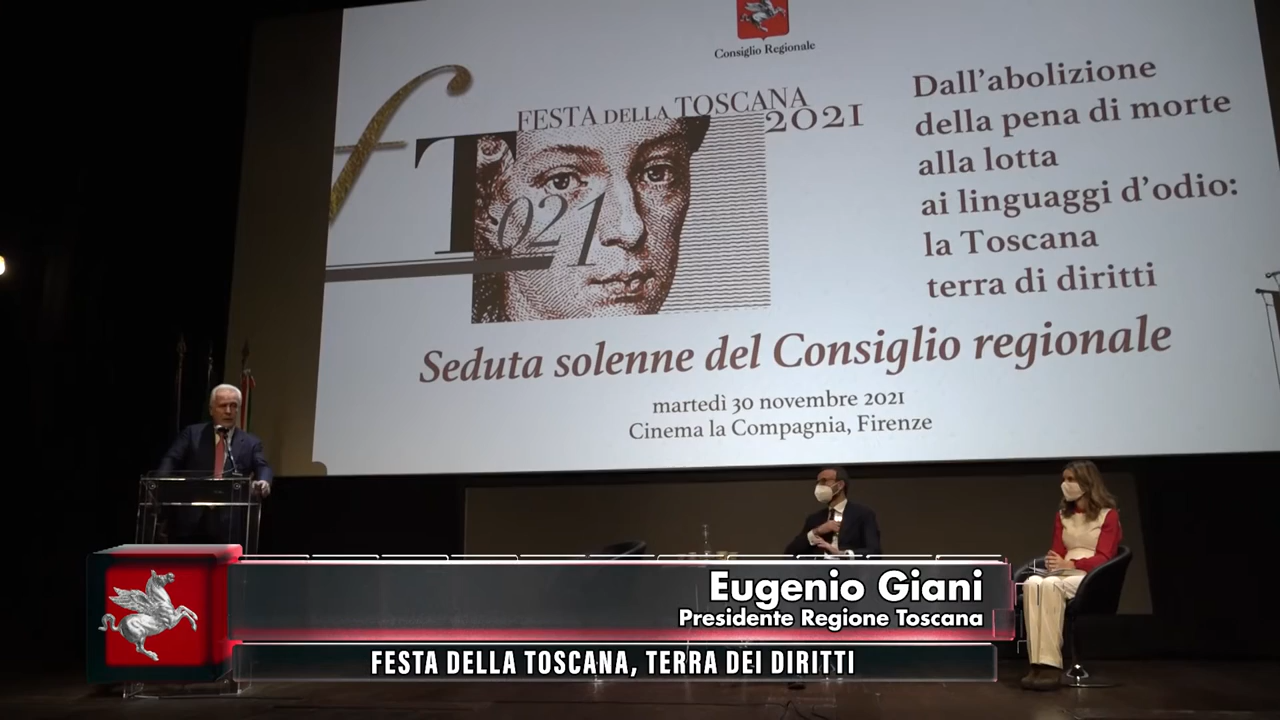 Consiglio Regionale
FESTA DELLA TOSCANA
2021
fT
2021
Dall'abolizione
della pena di morte
alla lotta
ai linguaggi d'odio:
la Toscana
terra di diritti
Seduta solenne del Consiglio regionale
martedì 30 novembre 2021
Cinema la Compagnia, Firenze
Eugenio Giani
Presidente Regione Toscana
FESTA DELLA TOSCANA, TERRA DEI DIRITTI